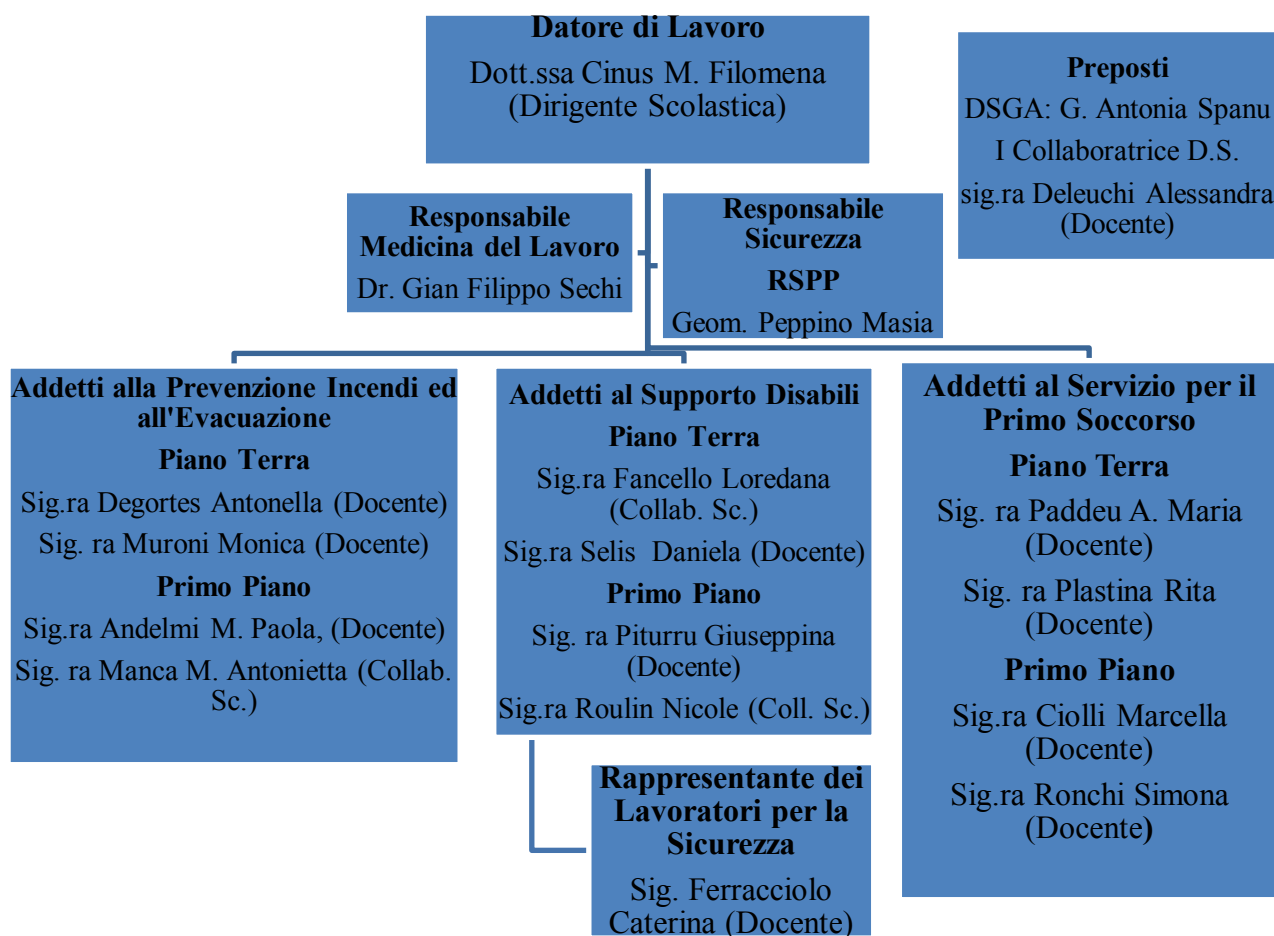 Datore di Lavoro
Dott.ssa Cinus M. Filomena
(Dirigente Scolastica)
Preposti
DSGA: G. Antonia Spanu
I Collaboratrice D.S.
sig.ra Deleuchi Alessandra
(Docente)
Responsabile
Medicina del Lavoro
Dr. Gian Filippo Sechi
Responsabile
Sicurezza
RSPP
Geom. Peppino Masia
Addetti alla Prevenzione Incendi ed
all'Evacuazione
Piano Terra
Sig.ra Degortes Antonella (Docente)
Sig. ra Muroni Monica (Docente)
Primo Piano
Sig.ra Andelmi M. Paola, (Docente)
Sig. ra Manca M. Antonietta (Collab.
Sc.)
Addetti al Supporto Disabili
Piano Terra
Sig.ra Fancello Loredana
(Collab. Sc.)
Sig.ra Selis Daniela (Docente)
Primo Piano
Sig. ra Piturru Giuseppina
(Docente)
Sig.ra Roulin Nicole (Coll. Sc.)
Rappresentante dei
Lavoratori per la
Sicurezza
Sig. Ferracciolo
Caterina (Docente)
Addetti al Servizio per il
Primo Soccorso
Piano Terra
Sig. ra Paddeu A. Maria
(Docente)
Sig. ra Plastina Rita
(Docente)
Primo Piano
Sig.ra Ciolli Marcella
(Docente)
Sig.ra Ronchi Simona
(Docente)